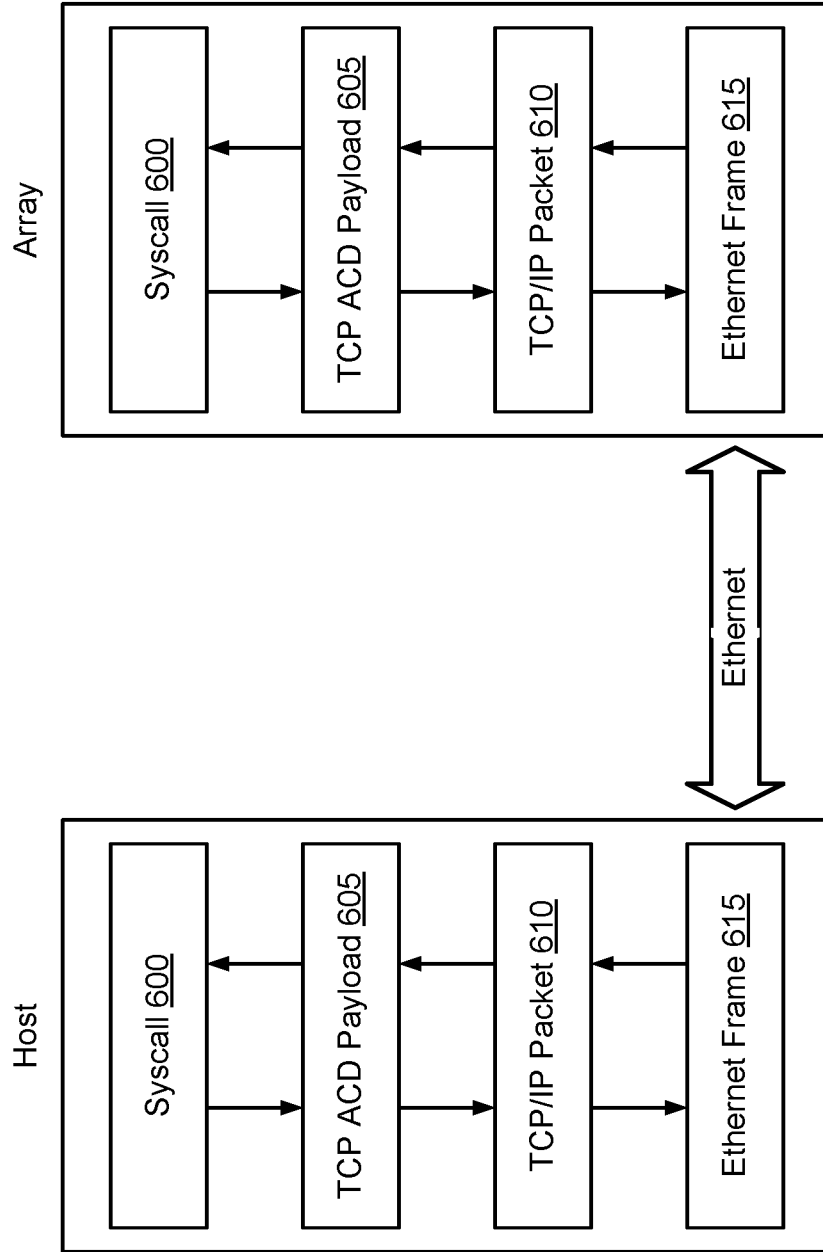 Host
Syscall 600
TCP ACD Payload 605
TCP/IP Packet 610
Ethernet Frame 615
Ethernet
Array
Syscall 600
TCP ACD Payload 605
TCP/IP Packet 610
Ethernet Frame 615